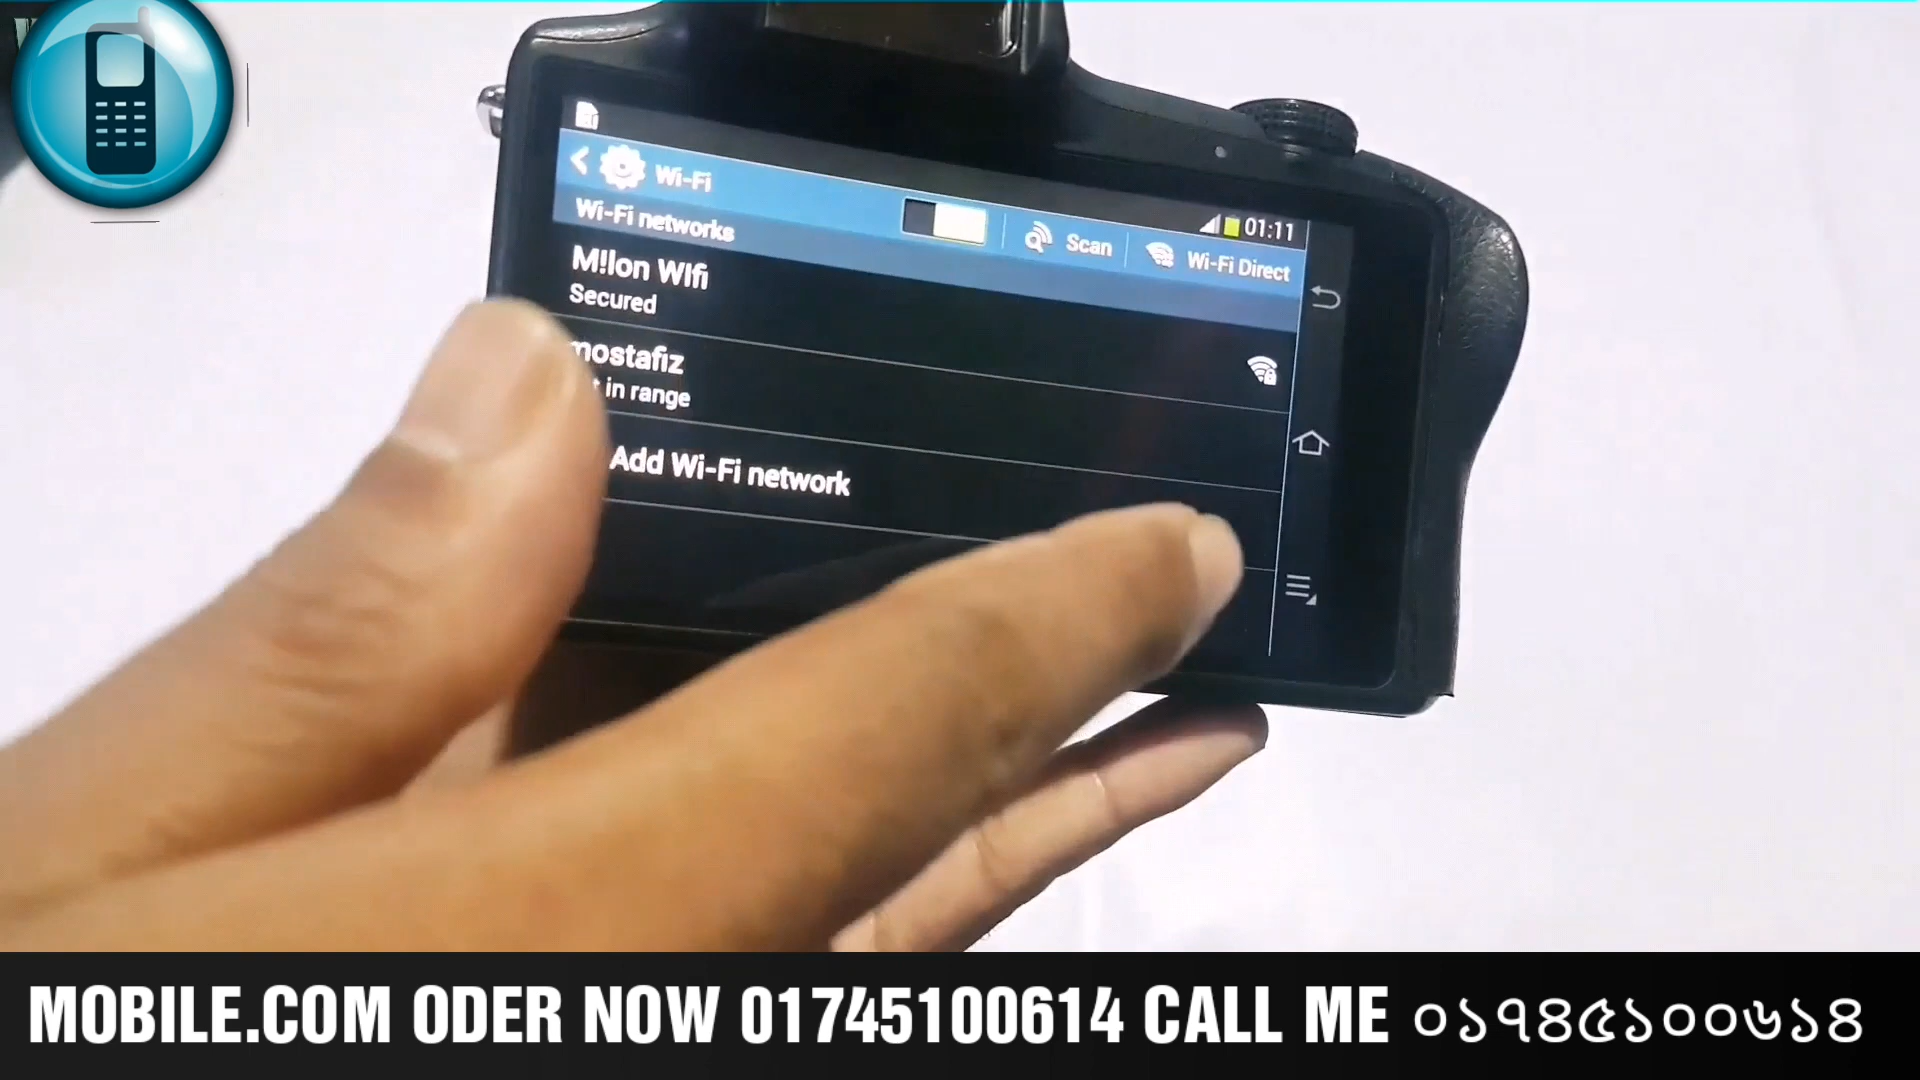 01:11
Wi-Fi
Scan
Wi-Fi Direct
Wi-Fi networks
M!lon WIfi
Secured
mostafiz
in range
Add Wi-Fi network
MOBILE.COM ODER NOW 01745100614 CALL ME ০১৭৪৫১০০৬১৪